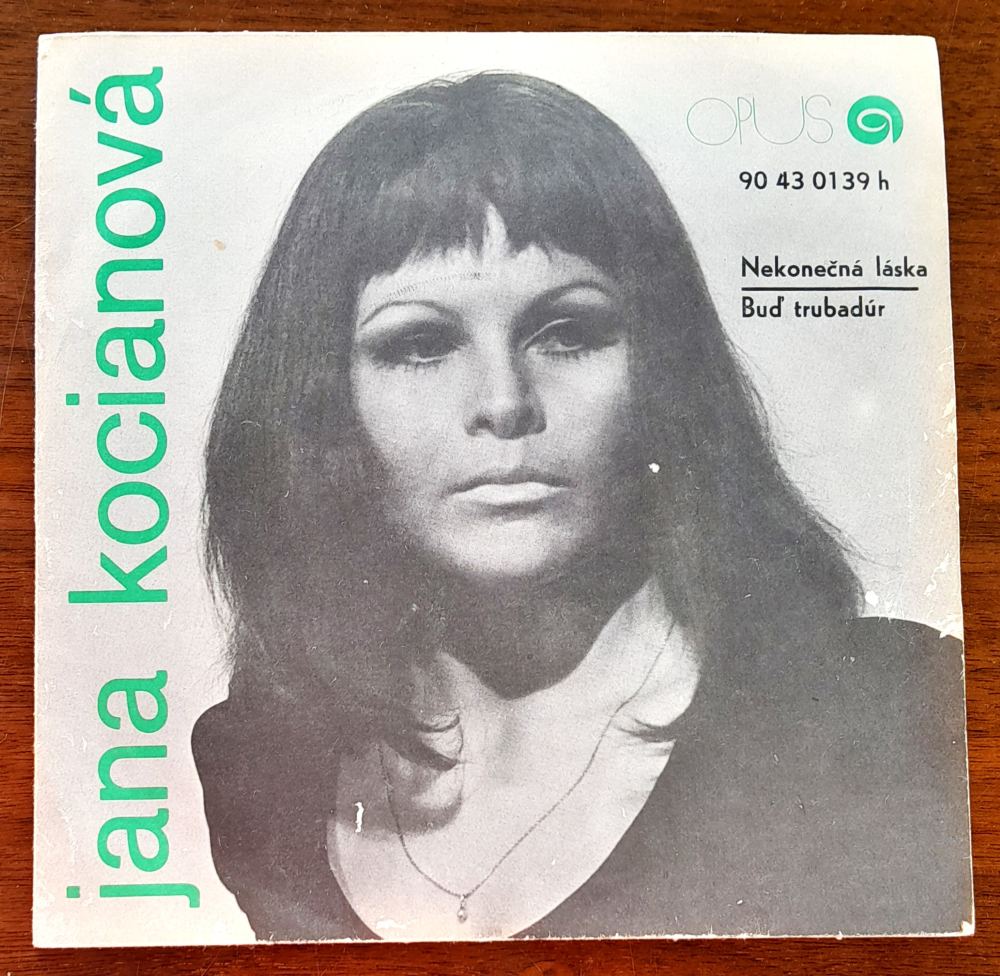 jana kocianová
OPUS
90 43 0139 h
Nekonečná láska
Buď trubadúr